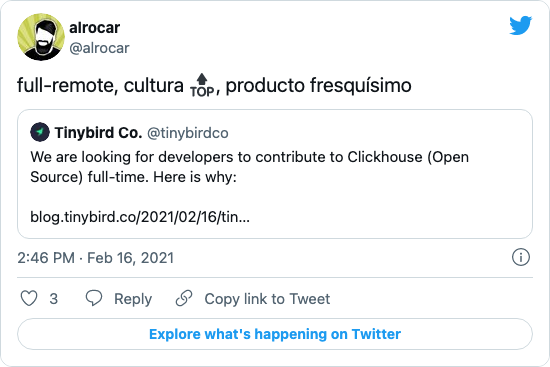 alrocar
@alrocar
full-remote, cultura 🔝, producto fresquísimo
Tinybird Co. @tinybirdco
We are looking for developers to contribute to Clickhouse (Open
Source) full-time. Here is why:
blog.tinybird.co/2021/02/16/tin...
2:46 PM · Feb 16, 2021
3 Reply Copy link to Tweet
Explore what's happening on Twitter